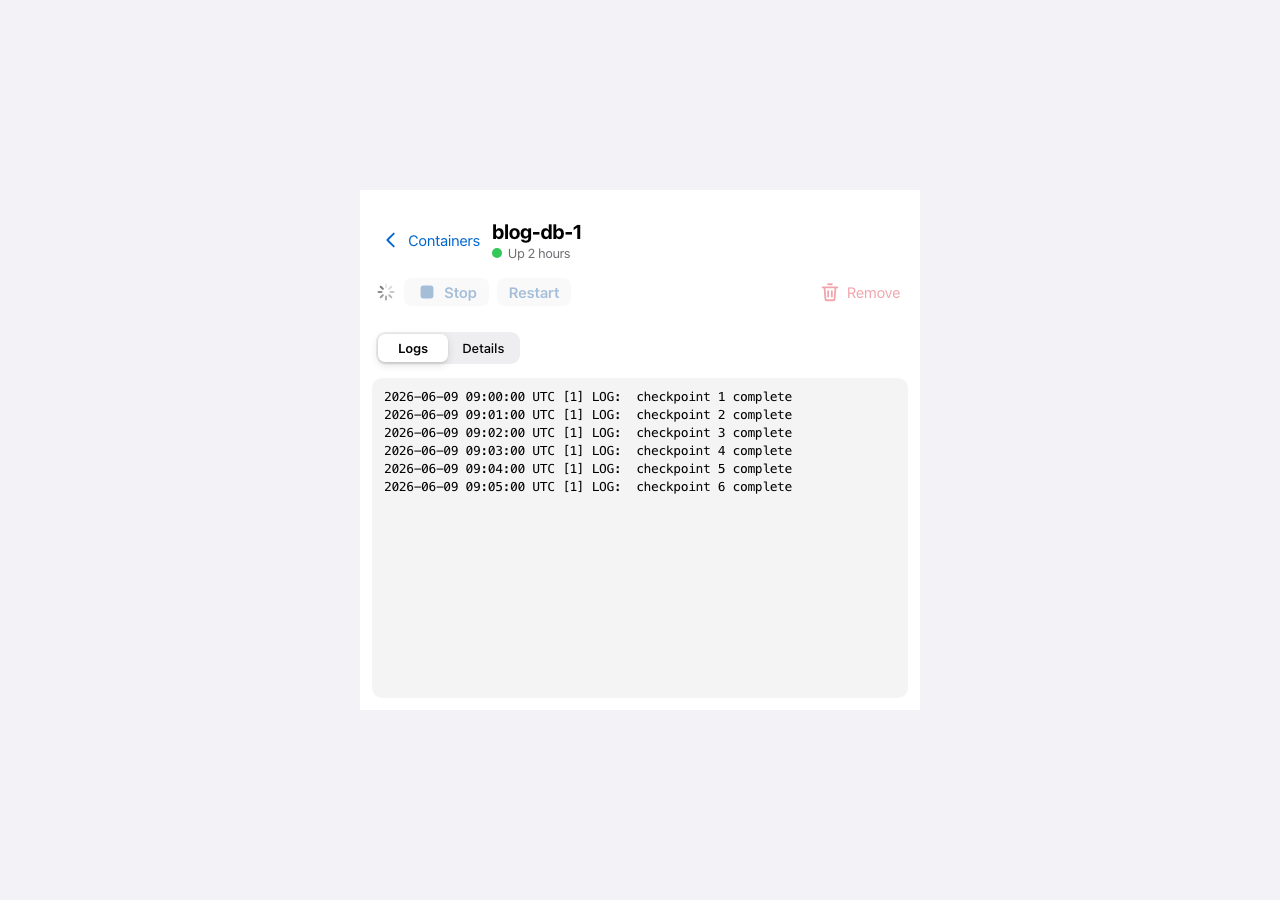 Containers
blog-db-1
Up 2 hours
Stop
Restart
Remove
Logs
Details
2026-06-09 09:00:00 UTC [1] LOG:  checkpoint 1 complete
2026-06-09 09:01:00 UTC [1] LOG:  checkpoint 2 complete
2026-06-09 09:02:00 UTC [1] LOG:  checkpoint 3 complete
2026-06-09 09:03:00 UTC [1] LOG:  checkpoint 4 complete
2026-06-09 09:04:00 UTC [1] LOG:  checkpoint 5 complete
2026-06-09 09:05:00 UTC [1] LOG:  checkpoint 6 complete